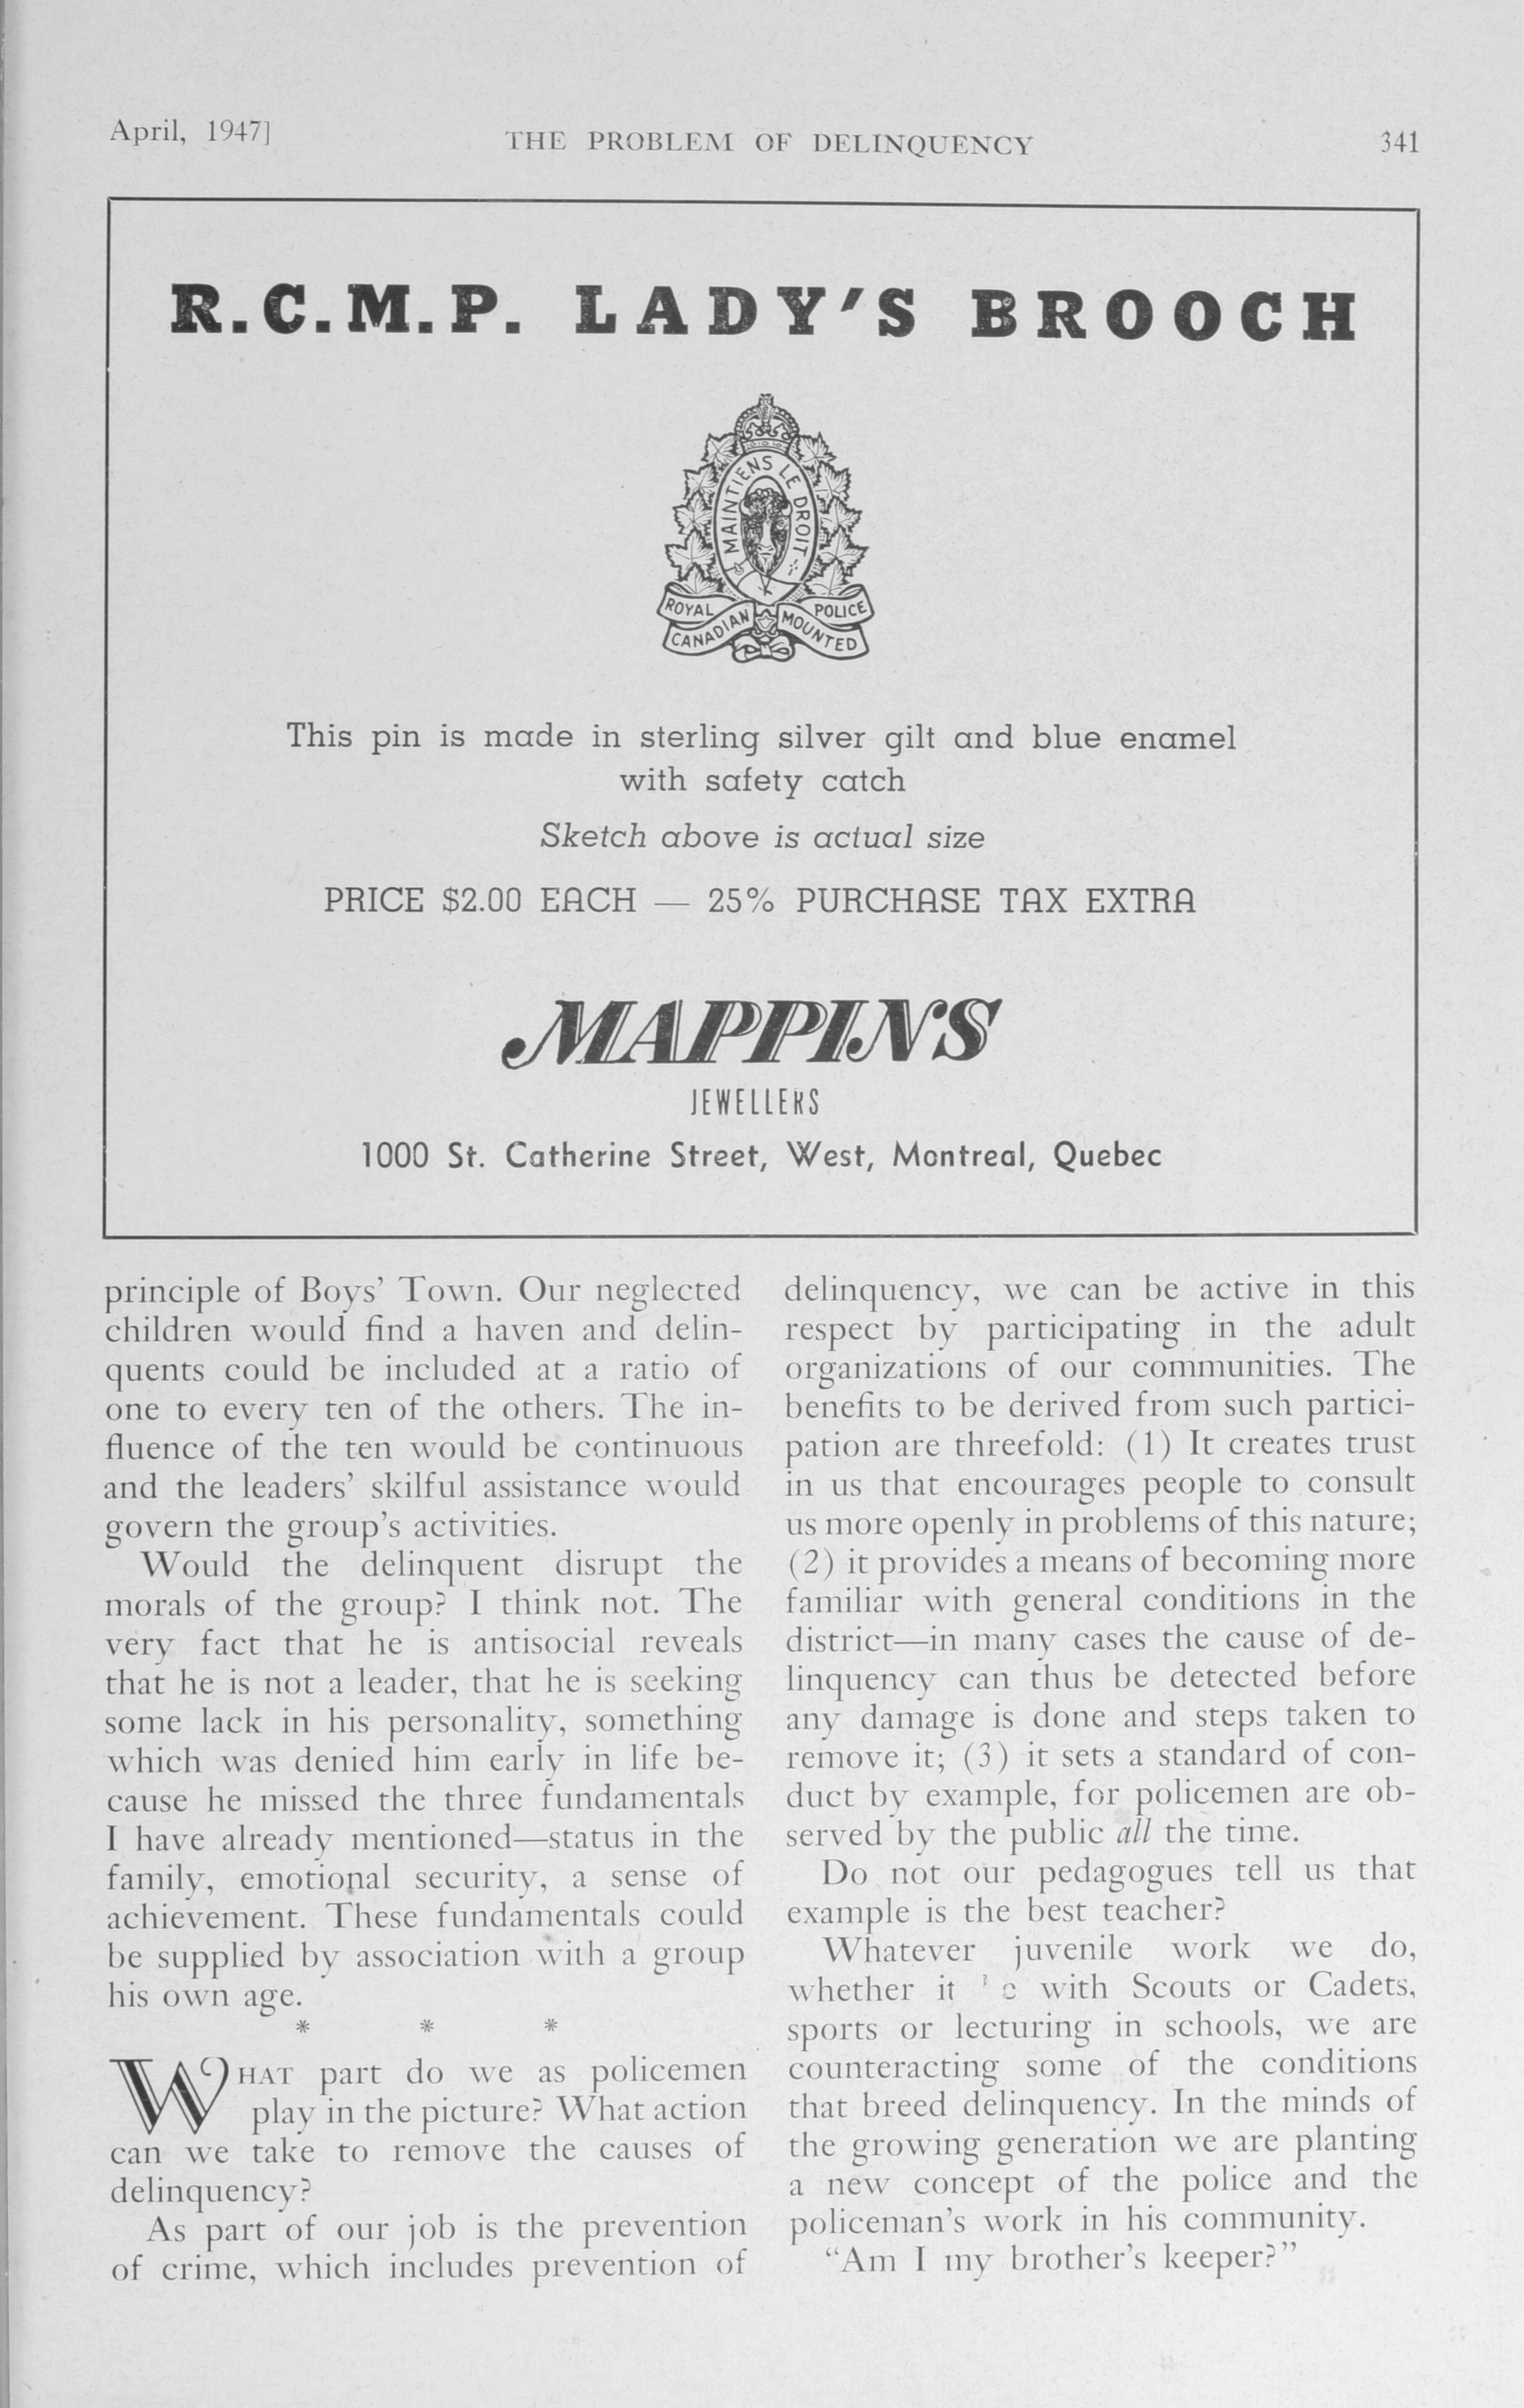 April, 1947]
THE PROBLEM OF DELINQUENCY
341
R.C.M.P. LADY'S BROOCH
MAINTIENS LE DROIT
ROYAL
CANADIAN
MOUNTED
POLICE
This pin is made in sterling silver gilt and blue enamel
with safety catch
Sketch above is actual size
PRICE $2.00 EACH — 25% PURCHASE TAX EXTRA
MAPPINS
JEWELLERS
1000 St. Catherine Street, West, Montreal, Quebec
principle of Boys' Town. Our neglected
children would find a haven and delin-
quents could be included at a ratio of
one to every ten of the others. The in-
fluence of the ten would be continuous
and the leaders' skilful assistance would
govern the group's activities.
Would the delinquent disrupt the
morals of the group? I think not. The
very fact that he is antisocial reveals
that he is not a leader, that he is seeking
some lack in his personality, something
which was denied him early in life be-
cause he missed the three fundamentals
I have already mentioned—status in the
family, emotional security, a sense of
achievement. These fundamentals could
be supplied by association with a group
his own age.
* * *
WHAT part do we as policemen
play in the picture? What action
can we take to remove the causes of
delinquency?
As part of our job is the prevention
of crime, which includes prevention of
delinquency, we can be active in this
respect by participating in the adult
organizations of our communities. The
benefits to be derived from such partici-
pation are threefold: (1) It creates trust
in us that encourages people to consult
us more openly in problems of this nature;
(2) it provides a means of becoming more
familiar with general conditions in the
district—in many cases the cause of de-
linquency can thus be detected before
any damage is done and steps taken to
remove it; (3) it sets a standard of con-
duct by example, for policemen are ob-
served by the public all the time.
Do not our pedagogues tell us that
example is the best teacher?
Whatever juvenile work we do,
whether it with Scouts or Cadets,
sports or lecturing in schools, we are
counteracting some of the conditions
that breed delinquency. In the minds of
the growing generation we are planting
a new concept of the police and the
policeman's work in his community.
"Am I my brother's keeper?"